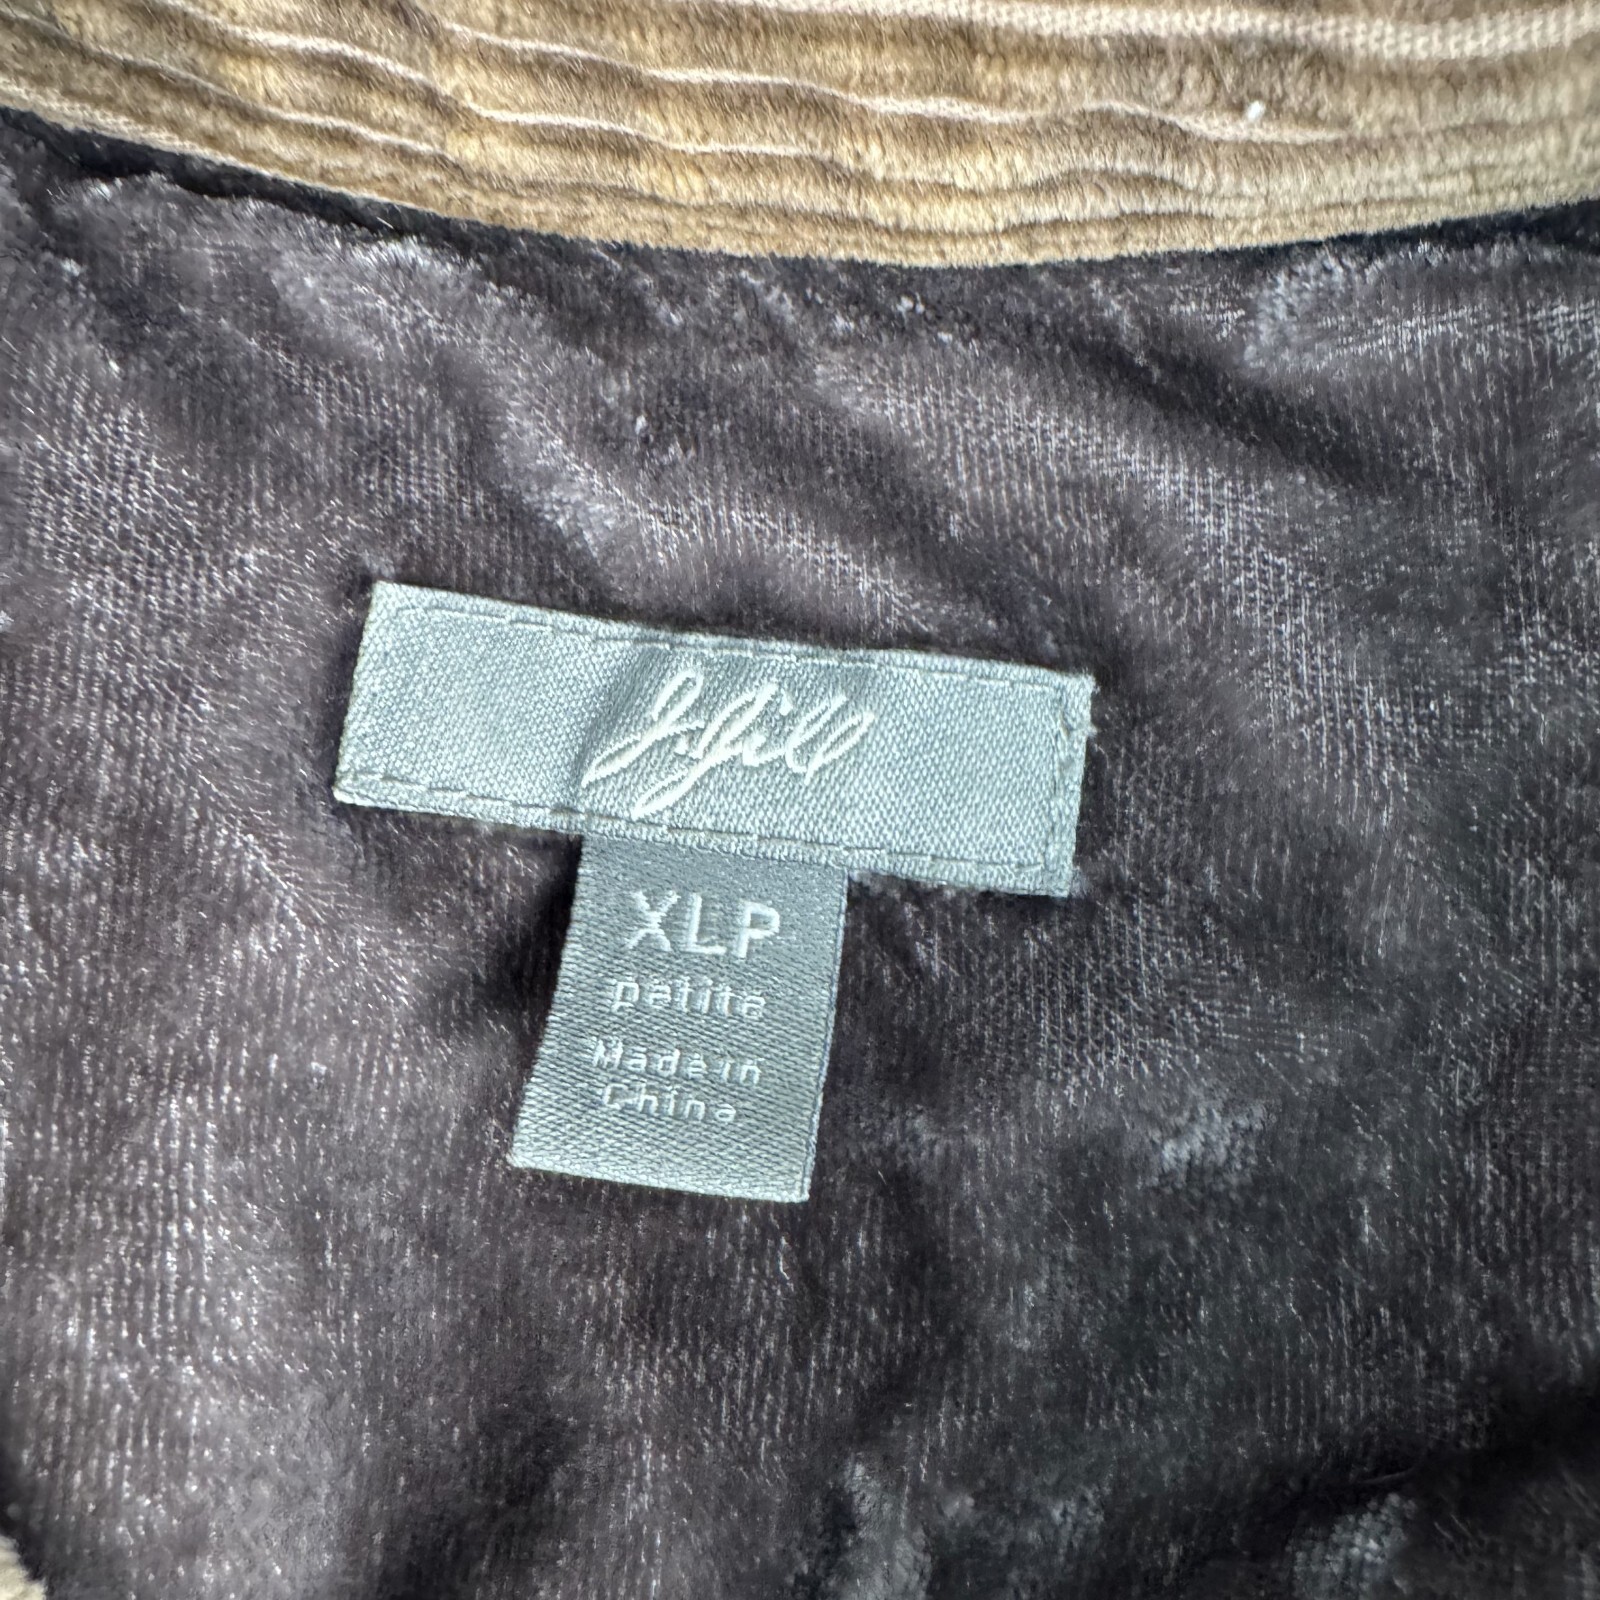 J.Jill
XLP
petite
Made in
China